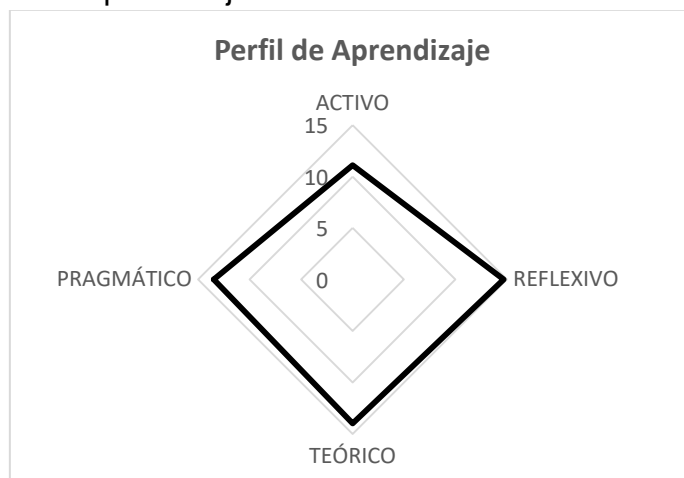 Perfil de Aprendizaje
ACTIVO
15
10
5
0
PRAGMÁTICO
REFLEXIVO
TEÓRICO